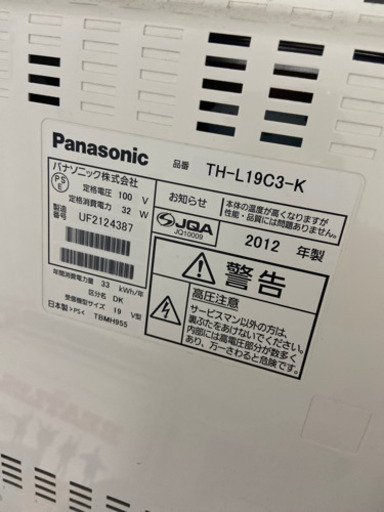 Panasonic
品番 TH-L19C3-K
パナソニック株式会社
PSE
定格電圧 100 V
定格消費電力 32 W
製造番号 UF2124387
年間消費電力量 33 kWh/年
区分名 DK
受信機型サイズ 19 V型
日本製 >PS< TBMH955
お知らせ
本体の温度が高くなりますが
性能・品質には問題ありません。
JQA
JQ10009
2012 年製
警告
高圧注意
サービスマン以外の方は
裏ぶたをあけないでください。
内部には高電圧部分が数多く
あり、万一さわると危険です。